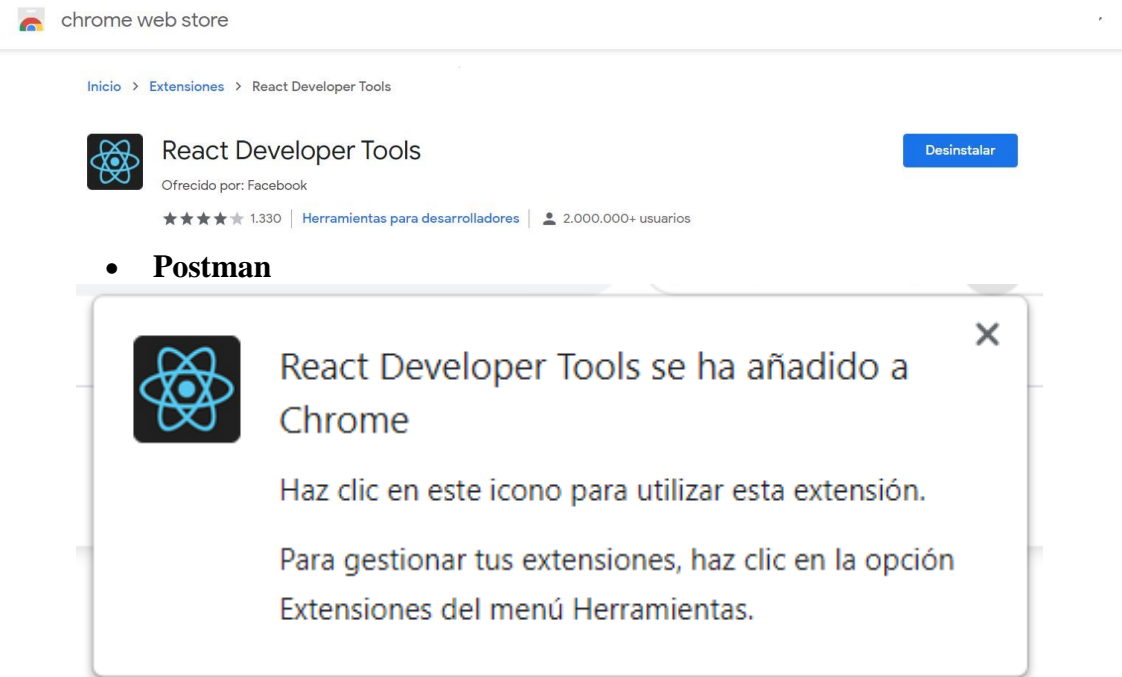 chrome web store
Inicio > Extensiones > React Developer Tools
React Developer Tools
Desinstalar
Ofrecido por: Facebook
1.330 | Herramientas para desarrolladores | 2.000.000+ usuarios
• Postman
React Developer Tools se ha añadido a
Chrome
Haz clic en este icono para utilizar esta extensión.
Para gestionar tus extensiones, haz clic en la opción
Extensiones del menú Herramientas.